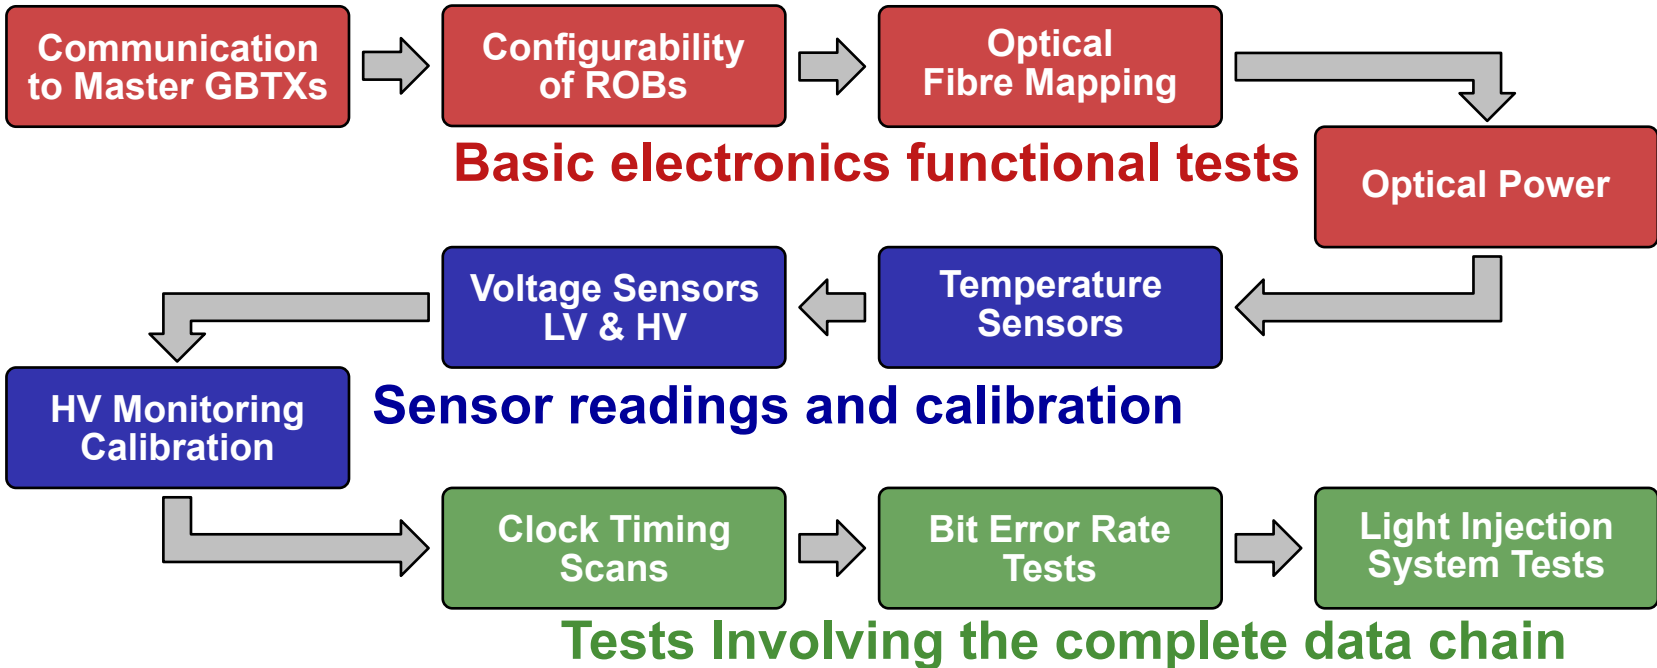 Communication
to Master GBTXs
Configurability
of ROBs
Optical
Fibre Mapping
Basic electronics functional tests
Optical Power
Temperature
Sensors
Voltage Sensors
LV & HV
HV Monitoring
Calibration
Sensor readings and calibration
Clock Timing
Scans
Bit Error Rate
Tests
Light Injection
System Tests
Tests Involving the complete data chain